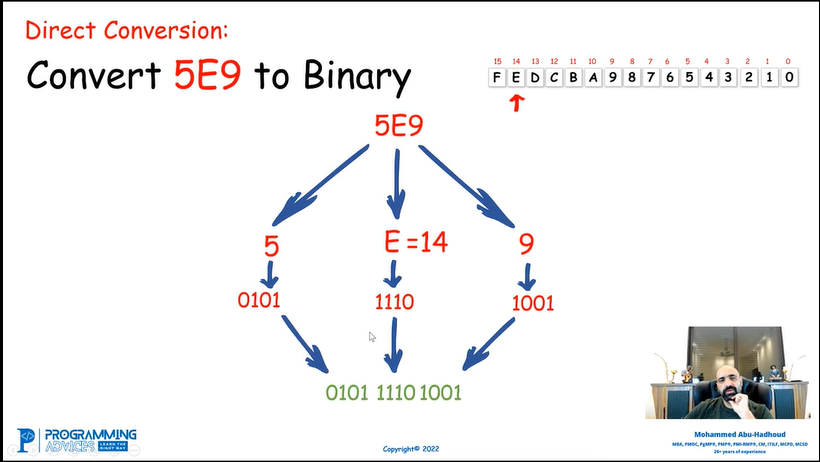 Direct Conversion:
Convert 5E9 to Binary
15 14 13 12 11 10 9 8 7 6 5 4 3 2 1 0
F E D C B A 9 8 7 6 5 4 3 2 1 0
5E9
5 E =14 9
0101 1110 1001
0101 1110 1001
PROGRAMMING
ADVICES LEARN THE RIGHT WAY
Copyright© 2022
Mohammed Abu-Hadhoud
MBA, PMOC, PgMP®, PMP®, PMI-RMP®, CM, ITILF, MCPD, MCSD
26+ years of experience